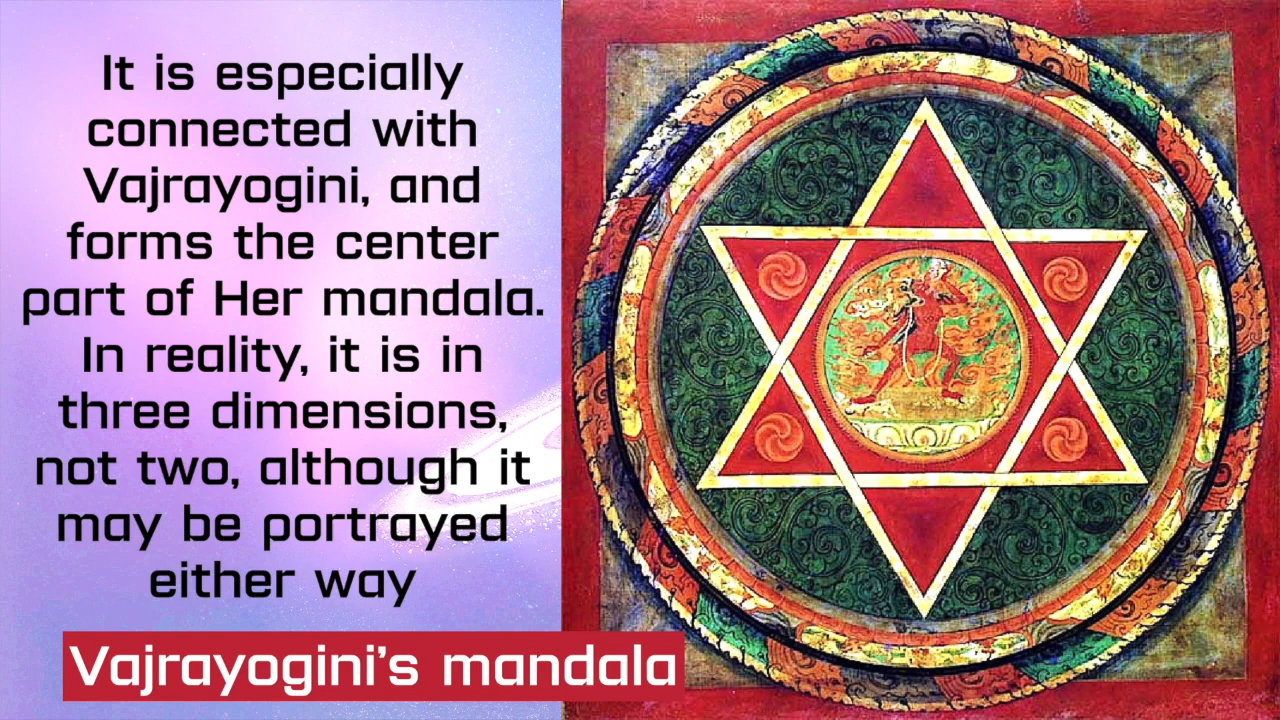 It is especially
connected with
Vajrayogini, and
forms the center
part of Her mandala.
In reality, it is in
three dimensions,
not two, although it
may be portrayed
either way
Vajrayogini's mandala